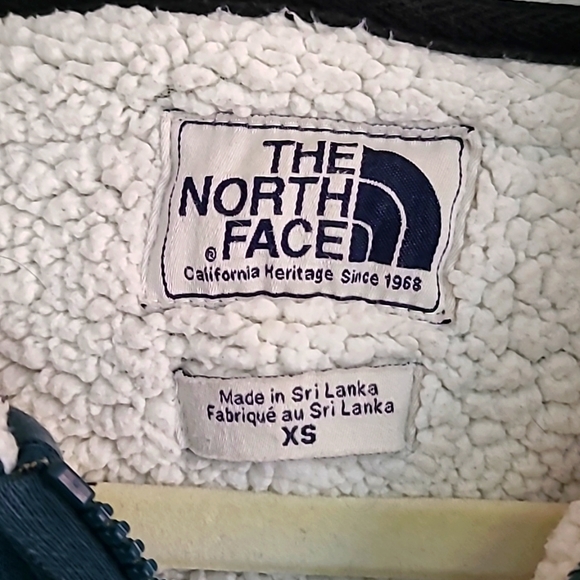 THE
NORTH
® FACE
California Heritage Since 1968
Made in Sri Lanka
Fabriqué au Sri Lanka
XS